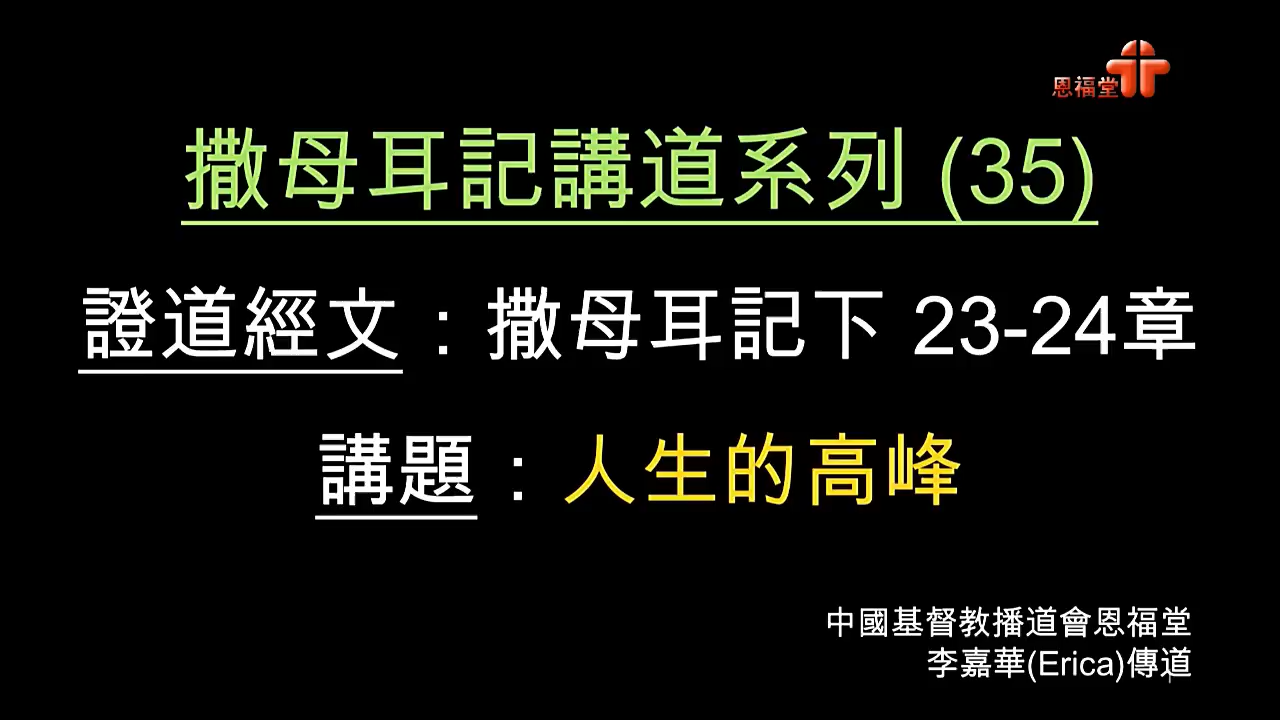 恩福堂
撒母耳記講道系列 (35)
證道經文：撒母耳記下 23-24章
講題：人生的高峰
中國基督教播道會恩福堂
李嘉華(Erica)傳道
1